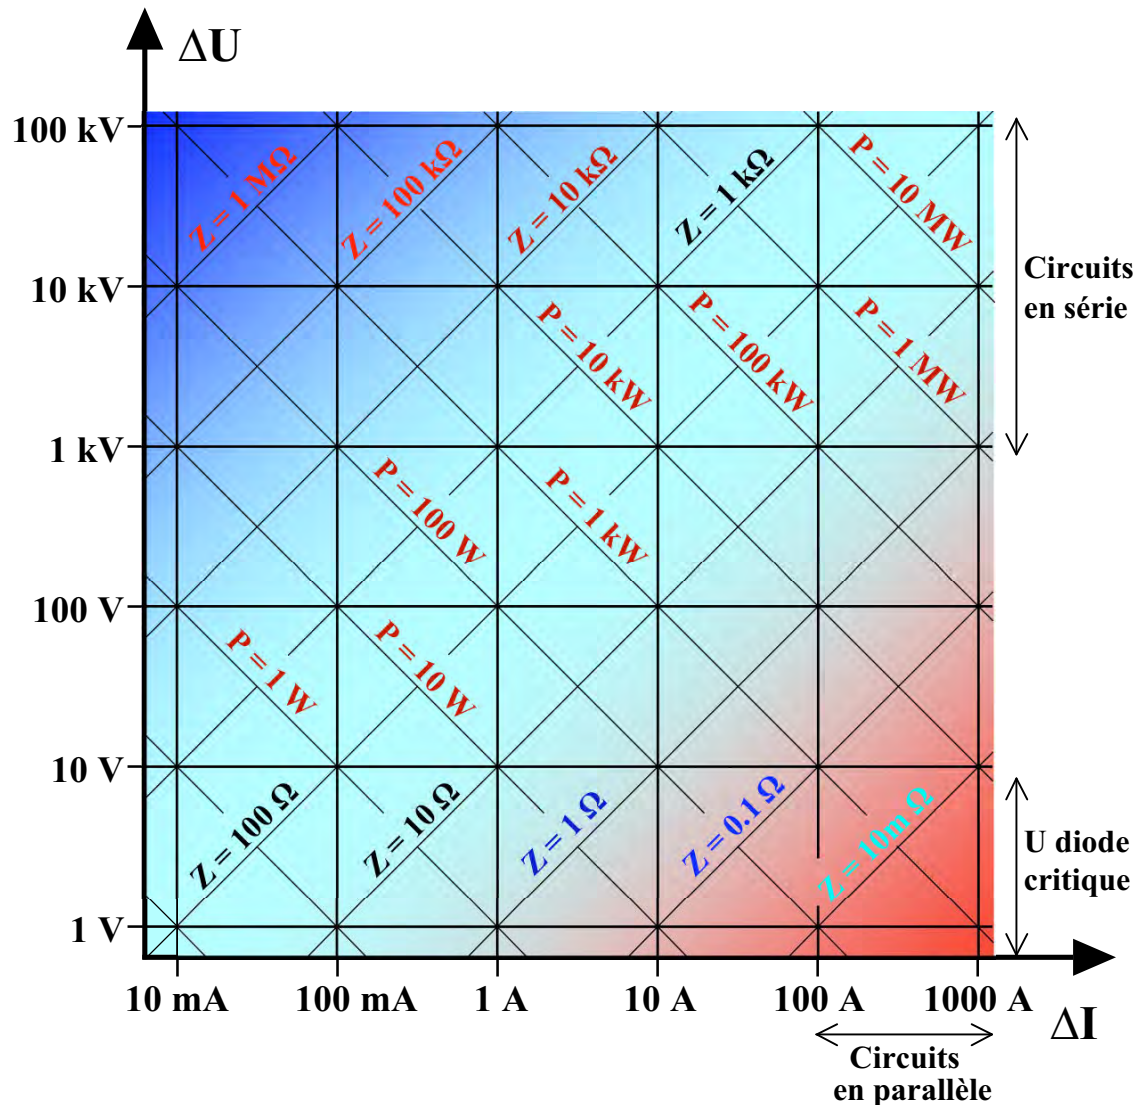 ΔU
100 kV
Z = 1 MΩ
Z = 100 kΩ
Z = 10 kΩ
Z = 1 kΩ
P = 10 MW
Circuits
en série
10 kV
P = 10 kW
P = 100 kW
P = 1 MW
1 kV
P = 100 W
P = 1 kW
100 V
P = 1 W
P = 10 W
10 V
Z = 100 Ω
Z = 10 Ω
Z = 1 Ω
Z = 0.1 Ω
Z = 10m Ω
U diode
critique
1 V
10 mA
100 mA
1 A
10 A
100 A
1000 A
ΔI
Circuits
en parallèle